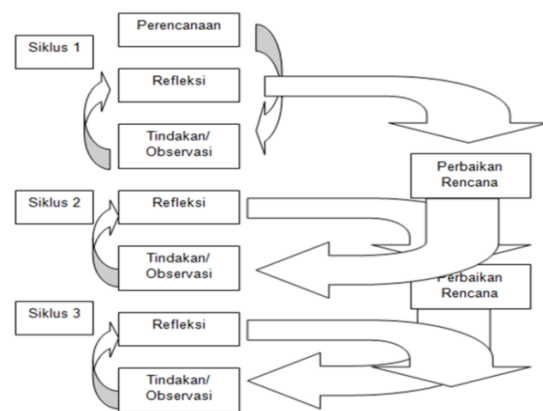 Perencanaan
Siklus 1
Refleksi
Tindakan/
Observasi
Perbaikan
Rencana
Siklus 2
Refleksi
Tindakan/
Observasi
Perbaikan
Rencana
Siklus 3
Refleksi
Tindakan/
Observasi